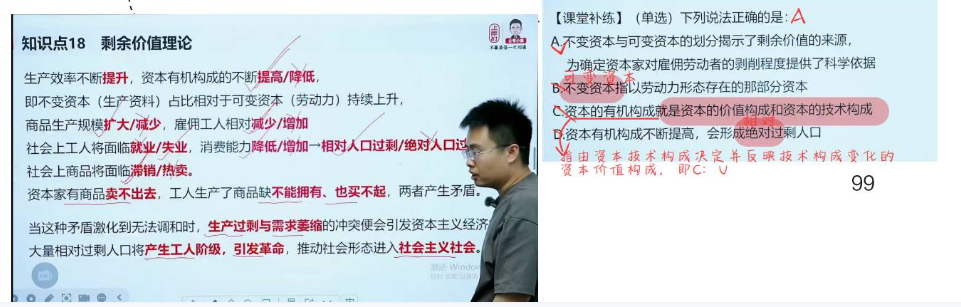 知识点18 剩余价值理论
生产效率不断提升，资本有机构成的不断提高/降低，
即不变资本（生产资料）占比相对于可变资本（劳动力）持续上升，
商品生产规模扩大/减少，雇佣工人相对减少/增加
社会上工人将面临就业/失业，消费能力降低/增加→相对人口过剩/绝对人口过
社会上商品将面临滞销/热卖。
资本家有商品卖不出去，工人生产了商品缺不能拥有、也买不起，两者产生矛盾。
当这种矛盾激化到无法调和时，生产过剩与需求萎缩的冲突便会引发资本主义经济
大量相对过剩人口将产生工人阶级，引发革命，推动社会形态进入社会主义社会。
激活 Window
【课堂补练】（单选）下列说法正确的是：A
A.不变资本与可变资本的划分揭示了剩余价值的来源，
为确定资本家对雇佣劳动者的剥削程度提供了科学依据
可变资本
B.不变资本指以劳动力形态存在的那部分资本
C.资本的有机构成就是资本的价值构成和资本的技术构成
相对
D.资本有机构成不断提高，会形成绝对过剩人口
指由资本技术构成决定并反映技术构成变化的
资本价值构成，即C：V
99